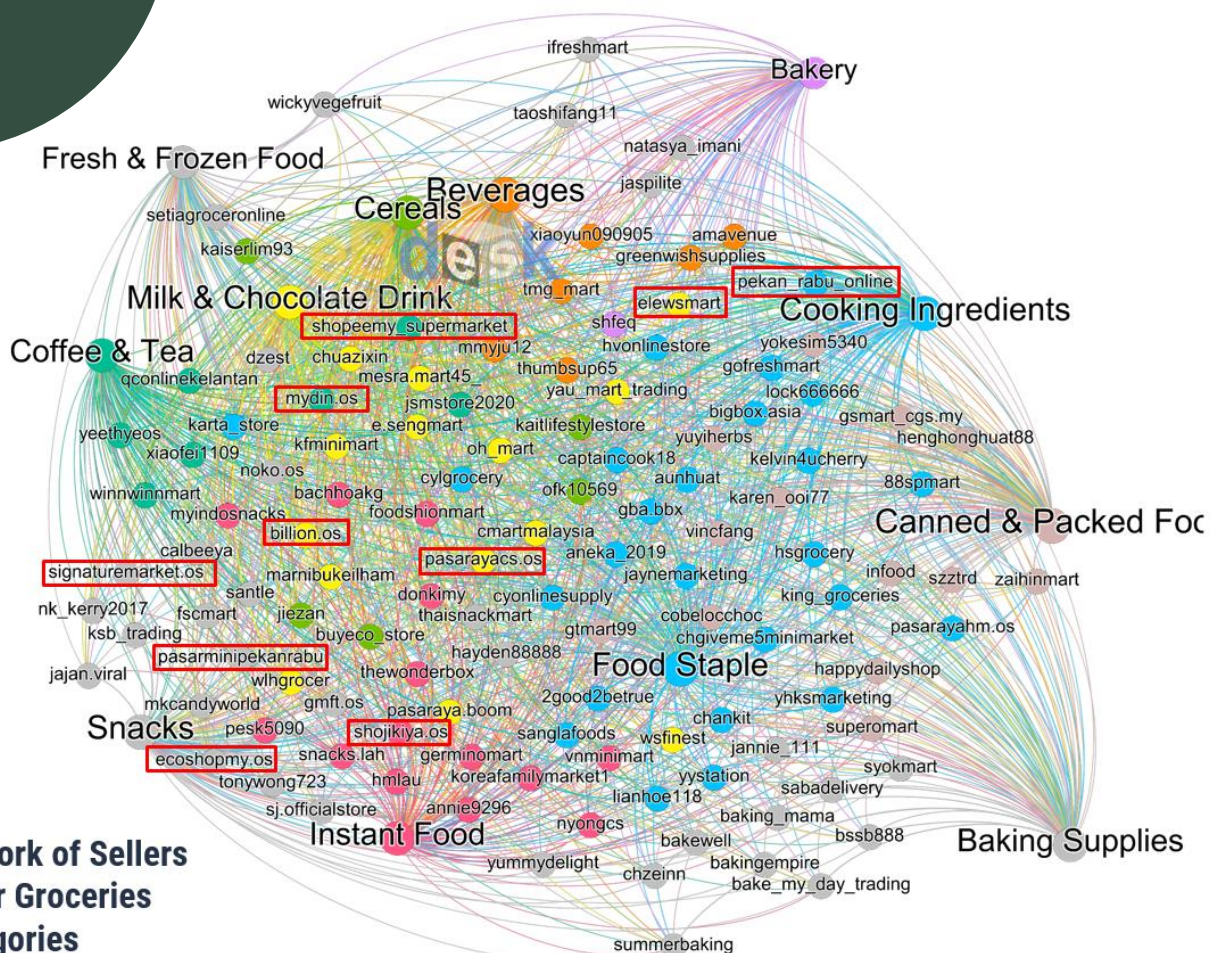 ifreshmart
Bakery
wickyvegefruit
taoshifang11
natasya_imani
Fresh & Frozen Food
jaspilite
Beverages
Cereals
setiagroceronline
xiaoyun090905
amavenue
kaiserlim93
greenwishsupplies
desk
pekan_rabu_online
tmg_mart
elewsmart
Milk & Chocolate Drink
Cooking Ingredients
shopeemy_supermarket
shfeq
mmyju12
hvonlinestore
yokesim5340
Coffee & Tea
dzest
chuazixin
thumbsup65
gofreshmart
qconlinekelantan
mesra.mart45_
yau_mart_trading
lock666666
mydin.os
jsmstore2020
bigbox.asia
gsmart_cgs.my
karta_store
e.sengmart
kaitlifestylestore
yeethyeos
kfminimart
yuyiherbs
henghonghuat88
xiaofei1109
oh_mart
captaincook18
kelvin4ucherry
noko.os
cylgrocery
aunhuat
88spmart
winnwinnmart
bachhoakg
ofk10569
karen_ooi77
myindosnacks
foodshionmart
gba.bbx
Canned & Packed Foo
billion.os
cmartmalaysia
vincfang
calbeeya
pasarayacs.os
aneka_2019
hsgrocery
signaturemarket.os
marnibukeilham
jaynemarketing
infood
szztrd
zaihinmart
santle
donkimy
cyonlinesupply
king_groceries
nk_kerry2017
fscmart
jiezan
thaisnackmart
cobelocchoc
ksb_trading
buyeco_store
gtmart99
chgiveme5minimarket
pasarayahm.os
pasarminipekanrabu
hayden88888
jajan.viral
thewonderbox
Food Staple
happydailyshop
wlhgrocer
mkcandyworld
gmft.os
pasaraya.boom
2good2betrue
yhksmarketing
Snacks
pesk5090
shojikiya.os
sanglafoods
chankit
superomart
wsfinest
jannie_111
ecoshopmy.os
snacks.lah
germinomart
vnminimart
syokmart
tonywong723
hmlau
koreafamilymarket1
yystation
sabadelivery
lianhoe118
sj.officialstore
annie9296
baking_mama
Instant Food
nyongcs
bakewell
bssb888
Baking Supplies
ork of Sellers
yummydelight
bakingempire
chzeinn
bake_my_day_trading
r Groceries
gories
summerbaking